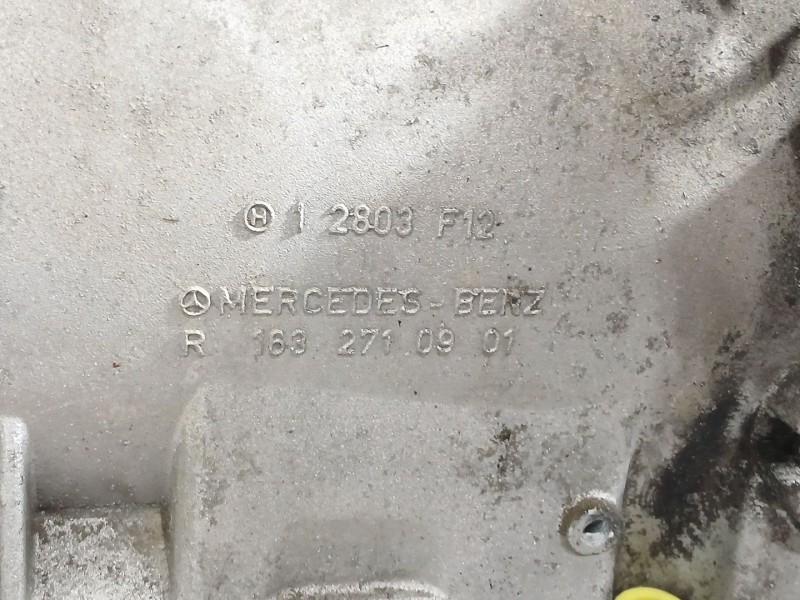 H 1 2803 F12
MERCEDES-BENZ
R 163 271 09 01